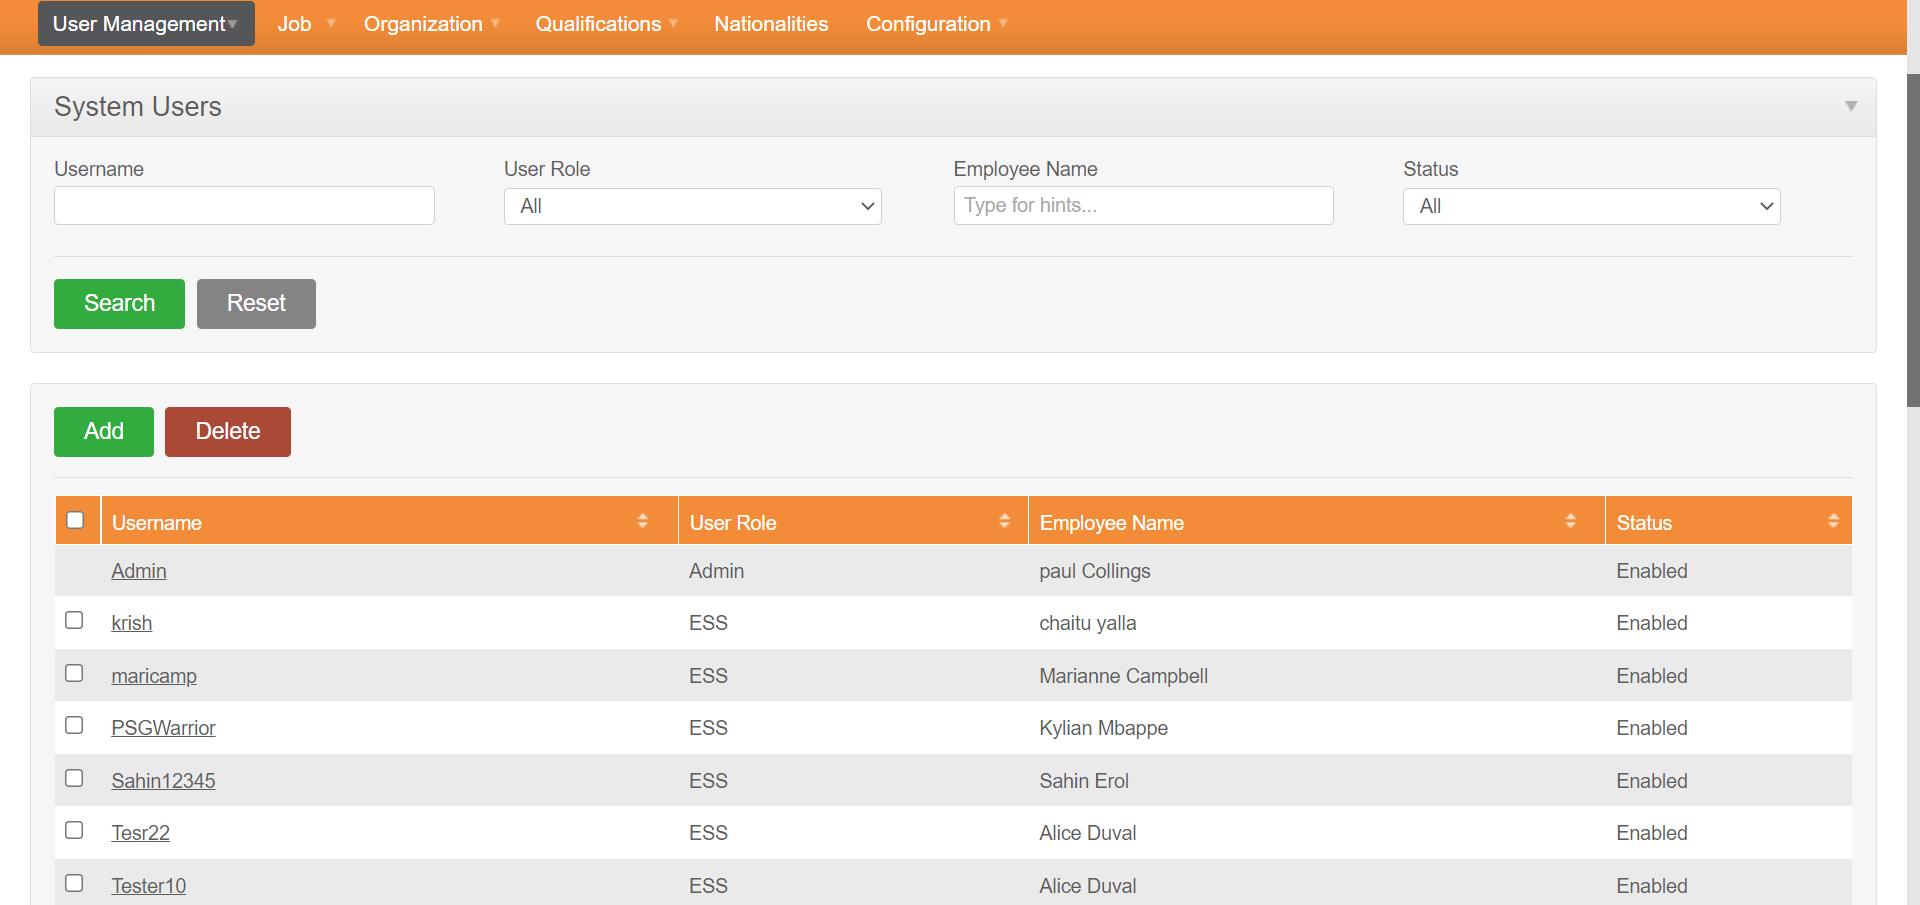 User Management Job Organization Qualifications Nationalities Configuration
System Users
Username User Role Employee Name Status
All Type for hints... All
Search Reset
Add Delete
Username User Role Employee Name Status
Admin Admin paul Collings Enabled
krish ESS chaitu yalla Enabled
maricamp ESS Marianne Campbell Enabled
PSGWarrior ESS Kylian Mbappe Enabled
Sahin12345 ESS Sahin Erol Enabled
Tesr22 ESS Alice Duval Enabled
Tester10 ESS Alice Duval Enabled